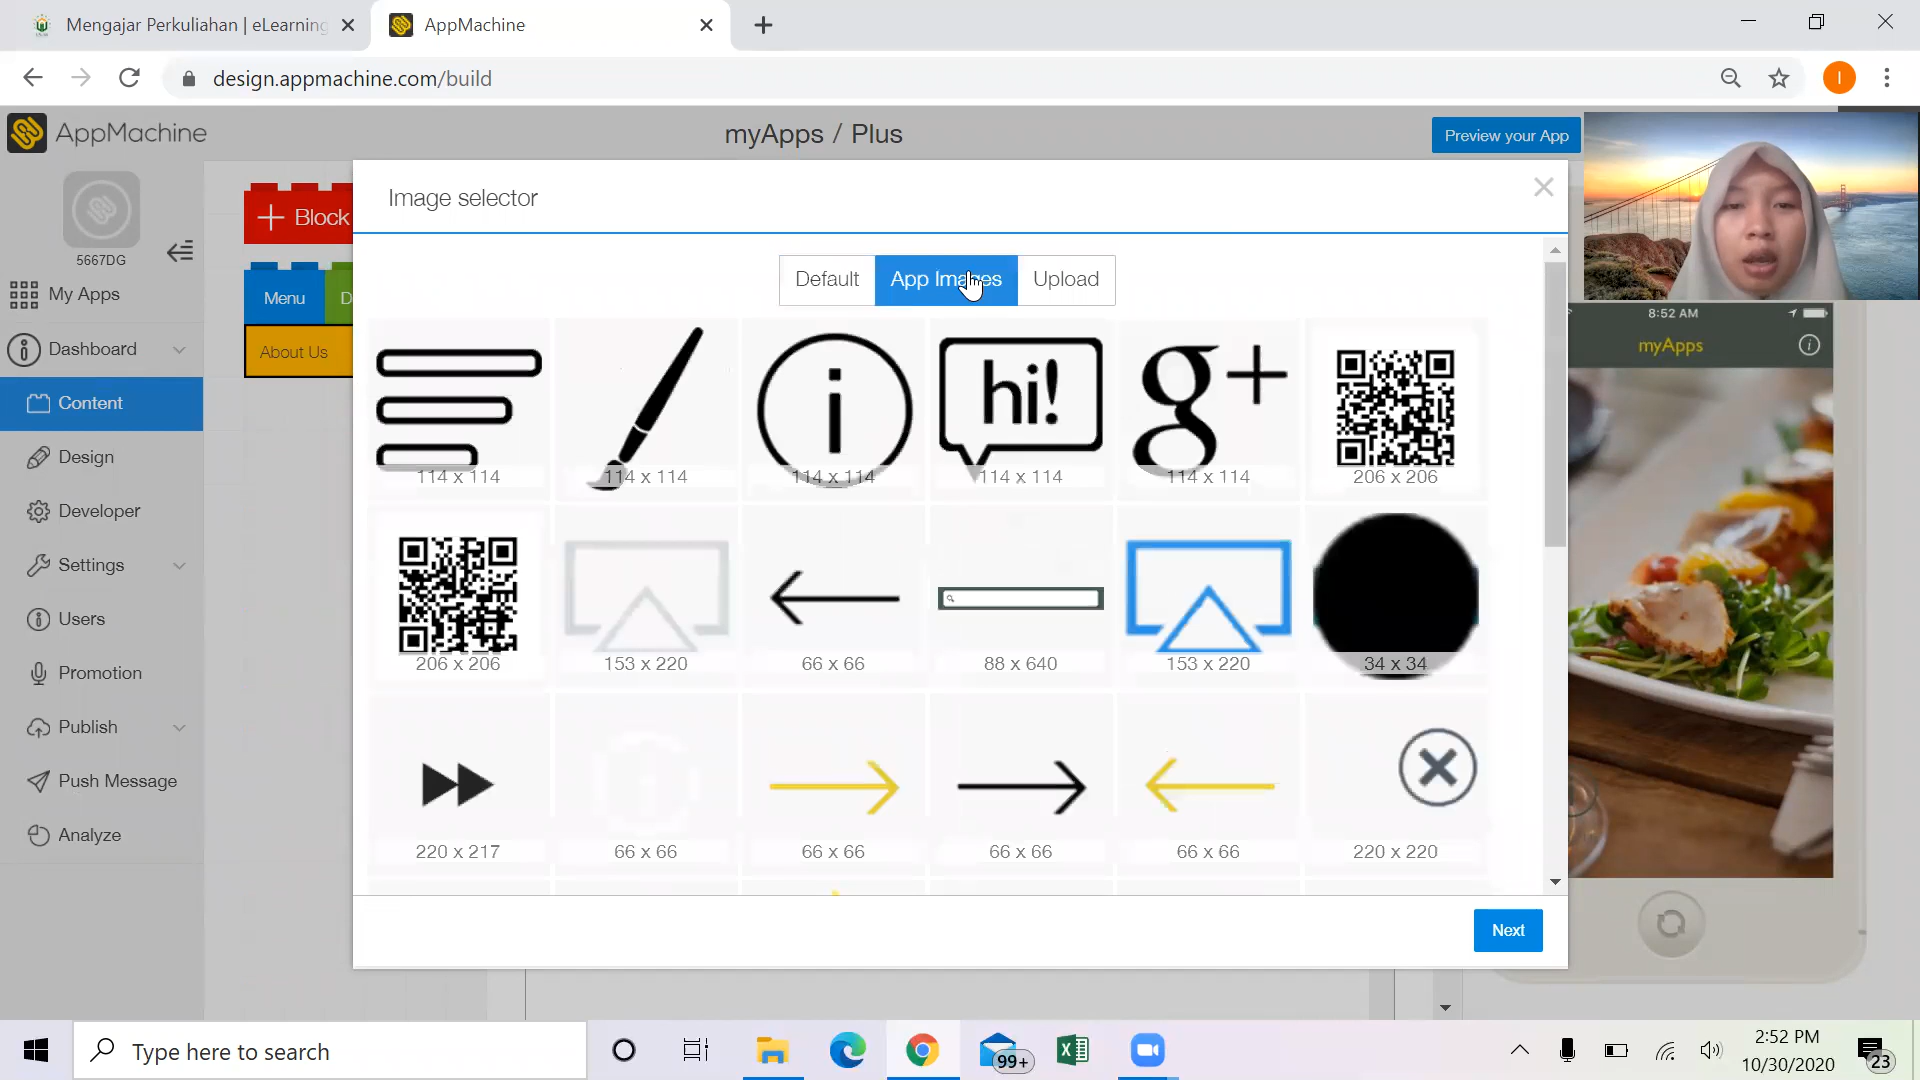 Mengajar Perkuliahan | eLearning
AppMachine
design.appmachine.com/build
I
AppMachine
myApps / Plus
Preview your App
5667DG
My Apps
Dashboard
Content
Design
Developer
Settings
Users
Promotion
Publish
Push Message
Analyze
Block
Menu
D
About Us
Image selector
Default
App Images
Upload
hi!
g+
114 x 114
114 x 114
114 x 114
114 x 114
114 x 114
206 x 206
206 x 206
153 x 220
66 x 66
88 x 640
153 x 220
34 x 34
220 x 217
66 x 66
66 x 66
66 x 66
66 x 66
220 x 220
Next
8:52 AM
myApps
Type here to search
99+
2:52 PM
10/30/2020
23